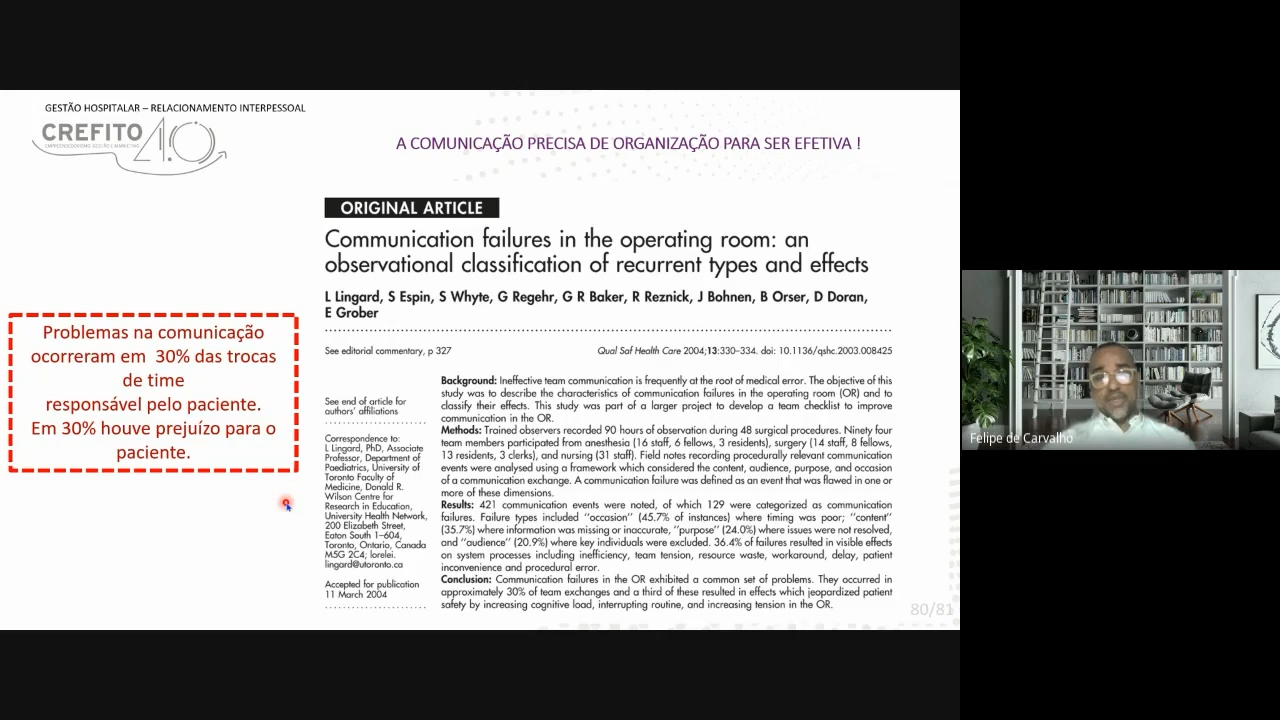 GESTÃO HOSPITALAR – RELACIONAMENTO INTERPESSOAL
CREFITO 4.0
EMPREENDEDORISMO, GESTÃO E MARKETING
A COMUNICAÇÃO PRECISA DE ORGANIZAÇÃO PARA SER EFETIVA !
ORIGINAL ARTICLE
Communication failures in the operating room: an
observational classification of recurrent types and effects
L Lingard, S Espin, S Whyte, G Regehr, G R Baker, R Reznick, J Bohnen, B Orser, D Doran,
E Grober
Problemas na comunicação
ocorreram em 30% das trocas
de time
responsável pelo paciente.
Em 30% houve prejuízo para o
paciente.
See editorial commentary, p 327
Qual Saf Health Care 2004;13:330–334. doi: 10.1136/qshc.2003.008425
See end of article for
authors' affiliations
Correspondence to:
L Lingard, PhD, Associate
Professor, Department of
Paediatrics, University of
Toronto Faculty of
Medicine, Donald R.
Wilson Centre for
Research in Education,
University Health Network,
200 Elizabeth Street,
Eaton South 1–604,
Toronto, Ontario, Canada
M5G 2C4; lorelei.
lingard@utoronto.ca
Accepted for publication
11 March 2004
Background: Ineffective team communication is frequently at the root of medical error. The objective of this
study was to describe the characteristics of communication failures in the operating room (OR) and to
classify their effects. This study was part of a larger project to develop a team checklist to improve
communication in the OR.
Methods: Trained observers recorded 90 hours of observation during 48 surgical procedures. Ninety four
team members participated from anesthesia (16 staff, 6 fellows, 3 residents), surgery (14 staff, 8 fellows,
13 residents, 3 clerks), and nursing (31 staff). Field notes recording procedurally relevant communication
events were analysed using a framework which considered the content, audience, purpose, and occasion
of a communication exchange. A communication failure was defined as an event that was flawed in one or
more of these dimensions.
Results: 421 communication events were noted, of which 129 were categorized as communication
failures. Failure types included ''occasion'' (45.7% of instances) where timing was poor; ''content''
(35.7%) where information was missing or inaccurate, ''purpose'' (24.0%) where issues were not resolved,
and ''audience'' (20.9%) where key individuals were excluded. 36.4% of failures resulted in visible effects
on system processes including inefficiency, team tension, resource waste, workaround, delay, patient
inconvenience and procedural error.
Conclusion: Communication failures in the OR exhibited a common set of problems. They occurred in
approximately 30% of team exchanges and a third of these resulted in effects which jeopardized patient
safety by increasing cognitive load, interrupting routine, and increasing tension in the OR.
80/81
Felipe de Carvalho